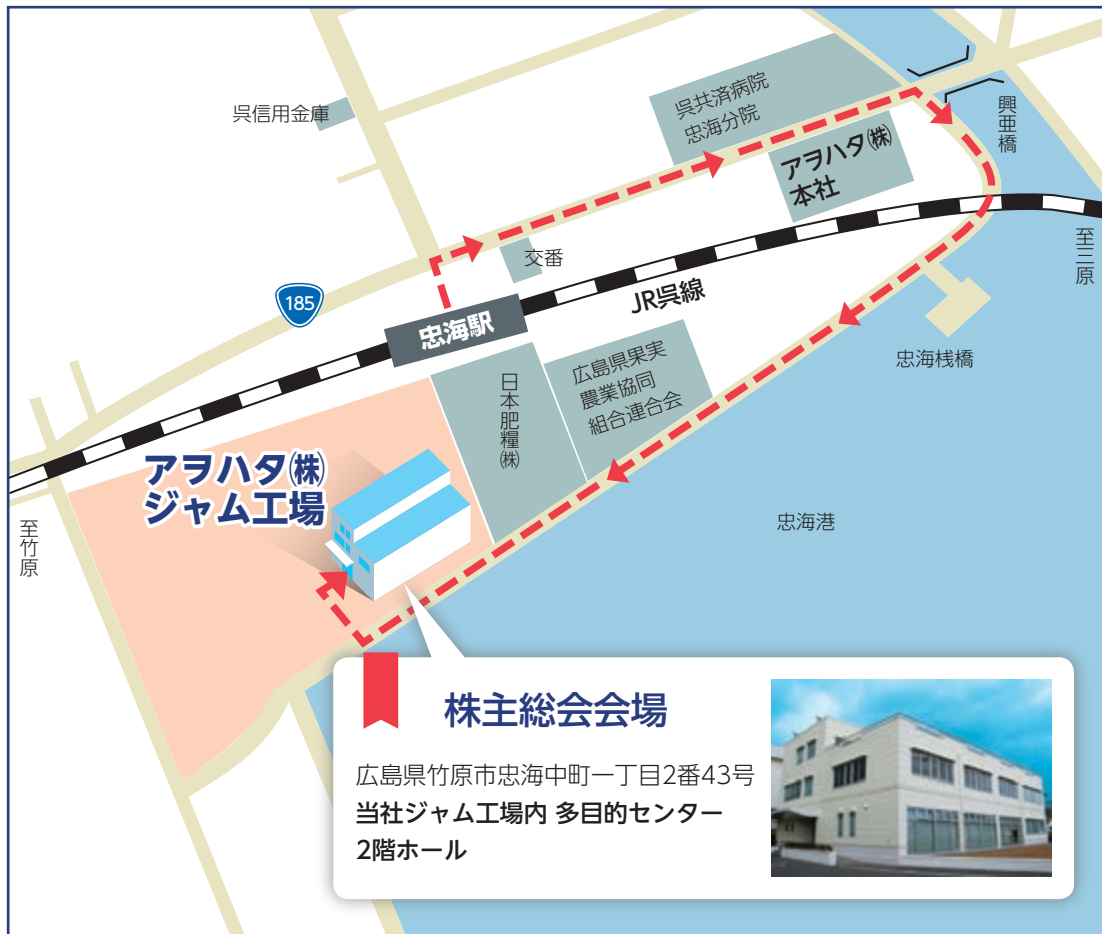 呉信用金庫
呉共済病院
忠海分院
興亜橋
アヲハタ㈱
本社
至三原
交番
185
JR呉線
忠海駅
忠海桟橋
広島県果実
農業協同
組合連合会
日本肥糧㈱
アヲハタ㈱
ジャム工場
忠海港
至竹原
株主総会会場
広島県竹原市忠海中町一丁目2番43号
当社ジャム工場内 多目的センター
2階ホール